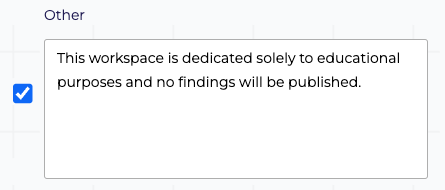 Other
This workspace is dedicated solely to educational
purposes and no findings will be published.